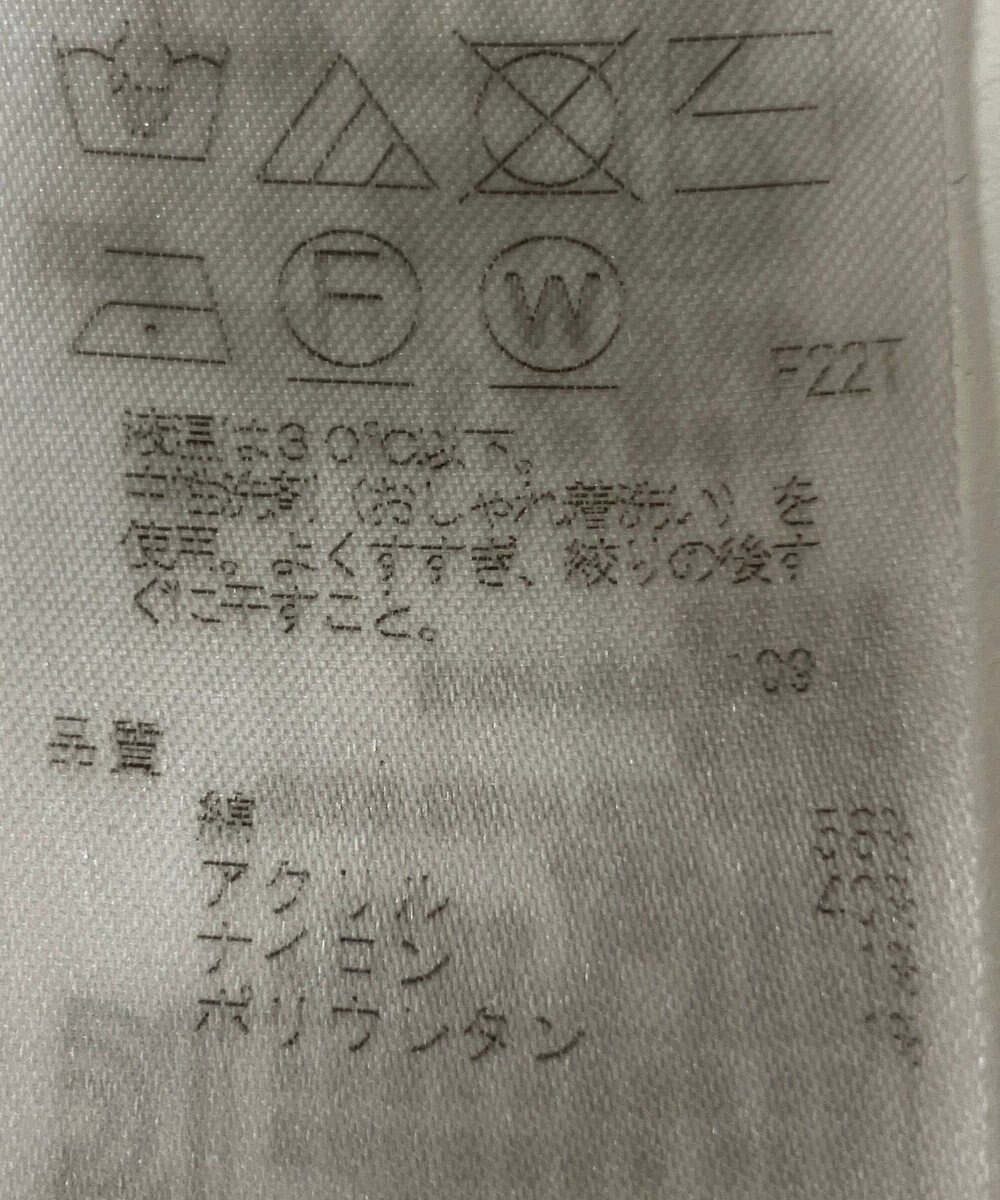 F
W
F22T
液温は30℃以下。
中性洗剤(おしゃれ着洗い)を
使用。よくすすぎ、絞りの後す
ぐに干すこと。
03
品質
綿
アクリル
ナイロン
ポリウレタン